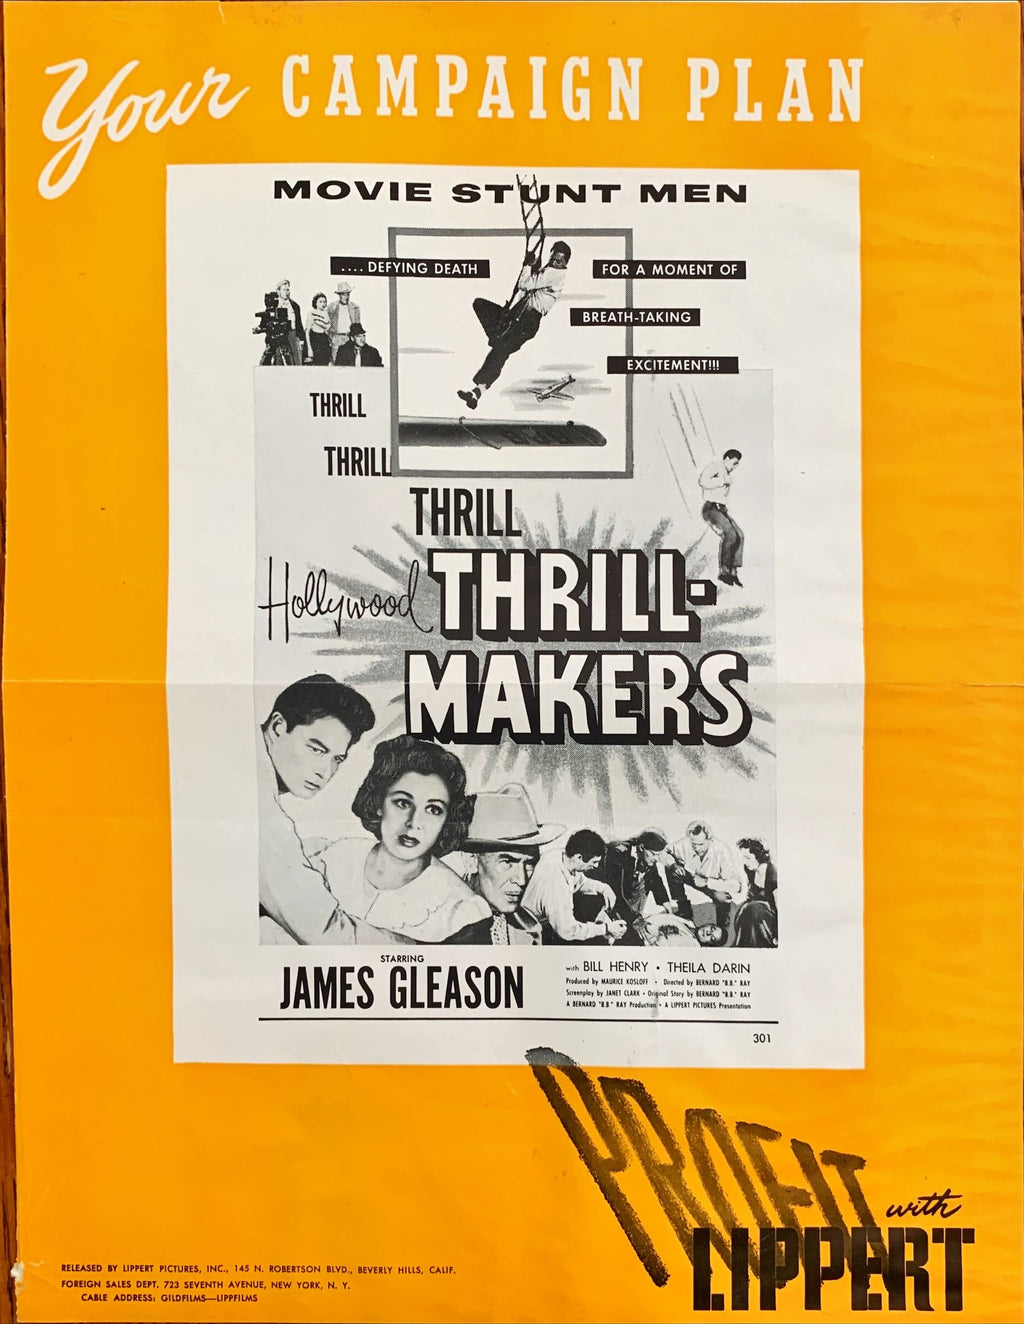 Your CAMPAIGN PLAN
MOVIE STUNT MEN
....DEFYING DEATH
FOR A MOMENT OF
BREATH-TAKING
EXCITEMENT!!!
THRILL
THRILL
THRILL
Hollywood THRILL-
MAKERS
STARRING
JAMES GLEASON
with BILL HENRY • THEILA DARIN
Produced by MAURICE KOSLOFF • Directed by BERNARD "B.B." RAY
Screenplay by JANET CLARK • Original Story by BERNARD "B.B." RAY
A BERNARD "B.B." RAY Production • A LIPPERT PICTURES Presentation
301
PROFIT with
LIPPERT
RELEASED BY LIPPERT PICTURES, INC., 145 N. ROBERTSON BLVD., BEVERLY HILLS, CALIF.
FOREIGN SALES DEPT. 723 SEVENTH AVENUE, NEW YORK, N. Y.
CABLE ADDRESS: GILDFILMS—LIPPFILMS